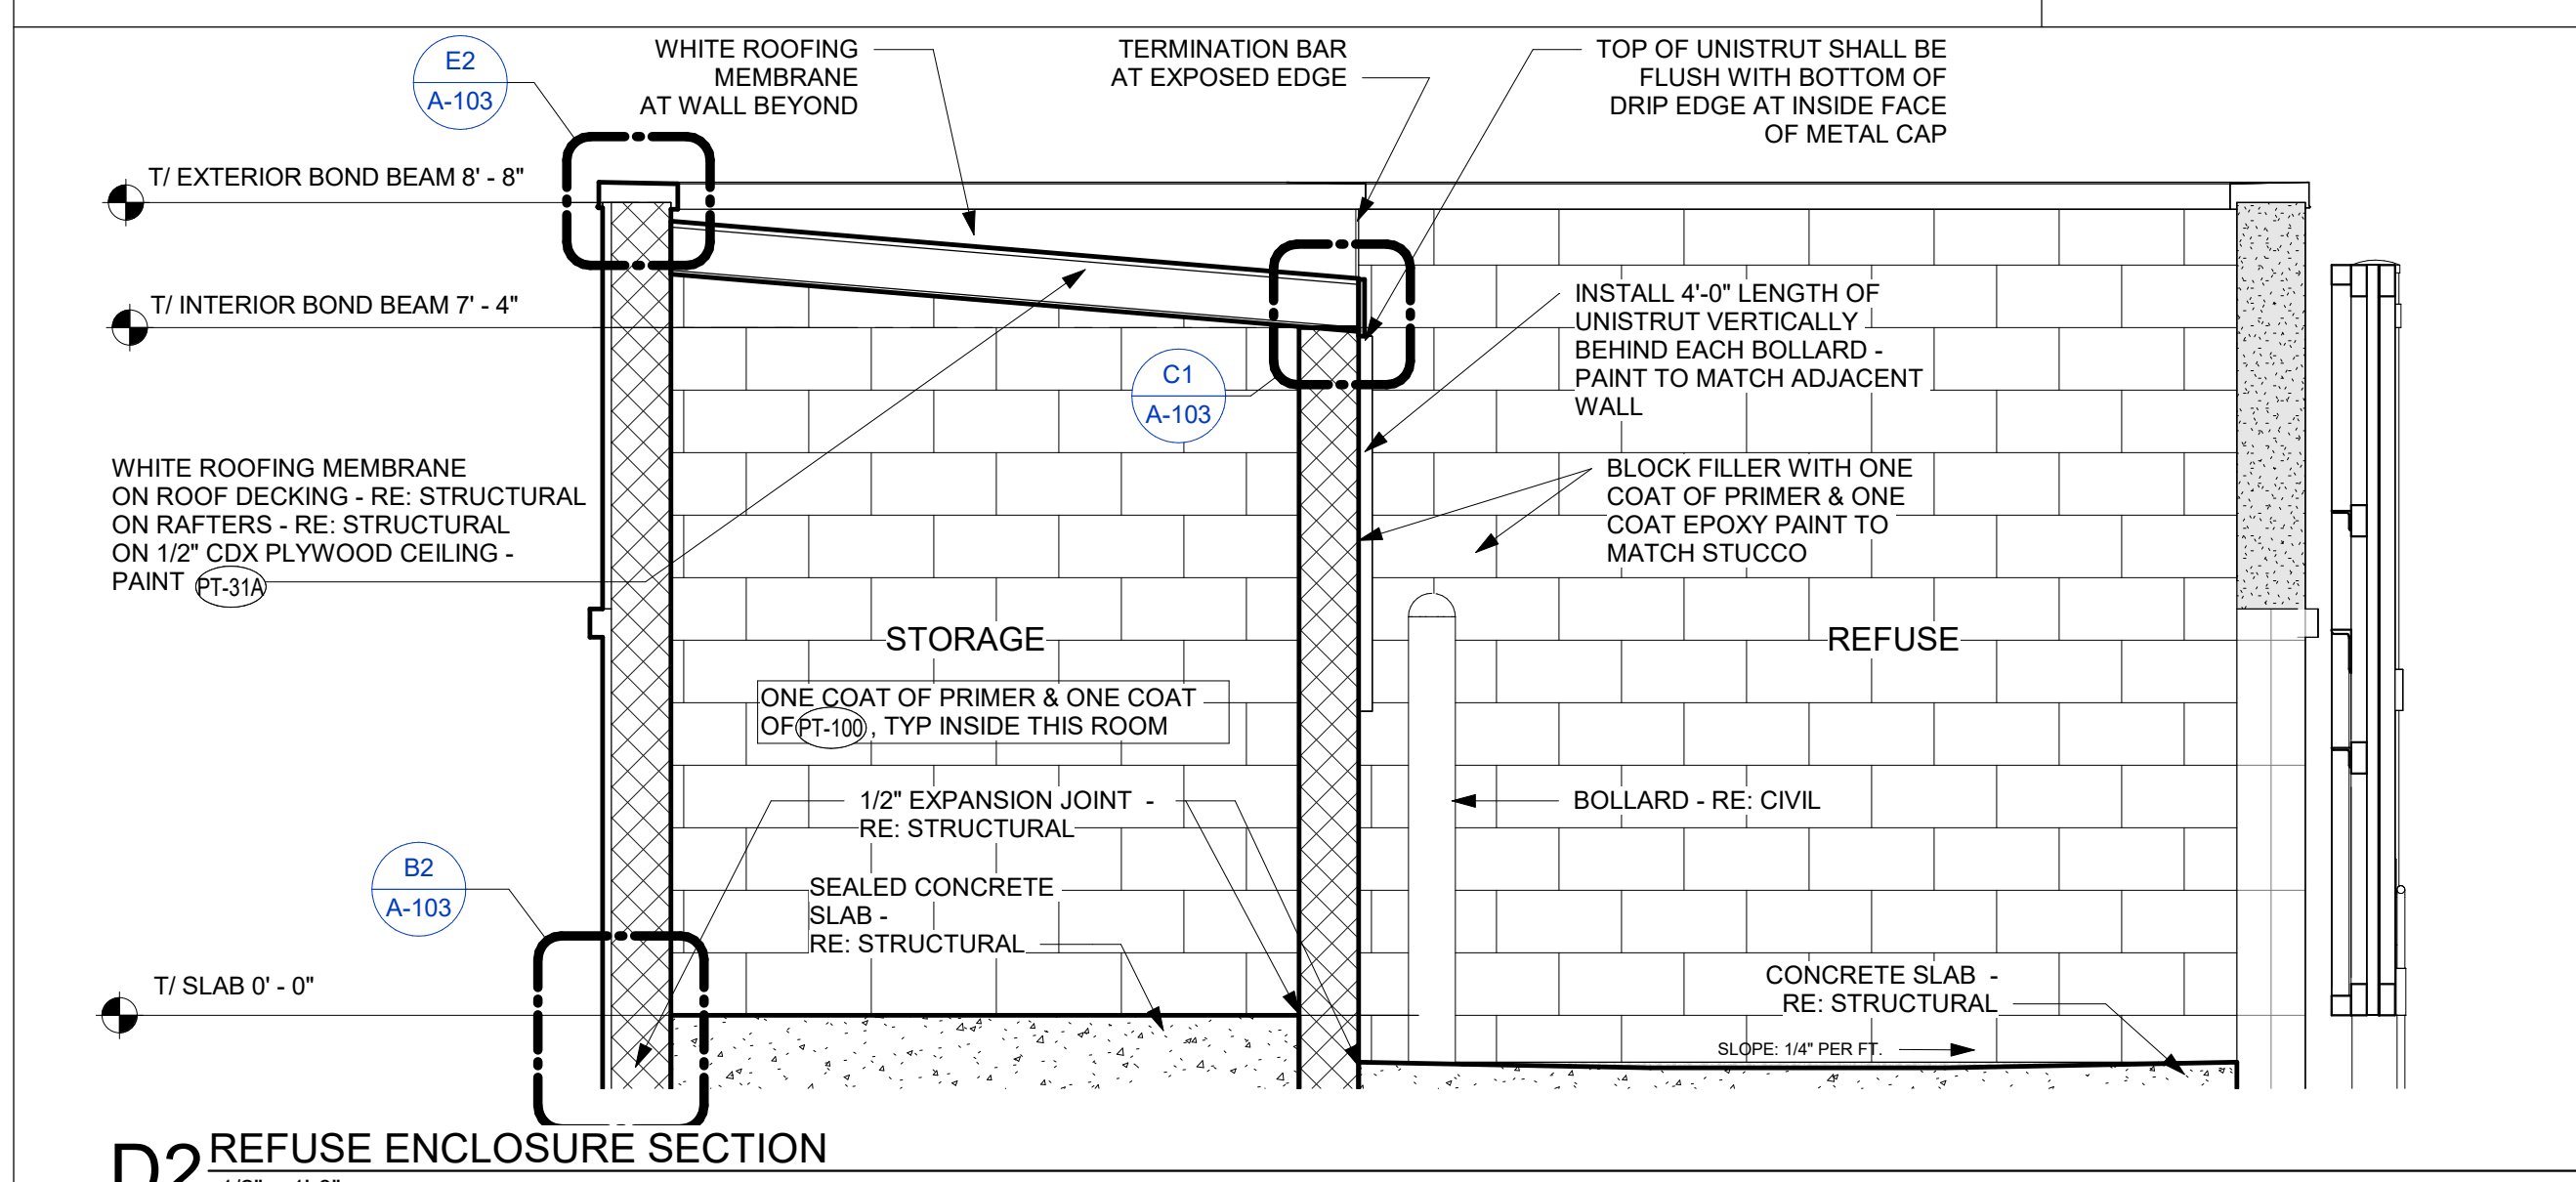 E2
A-103
WHITE ROOFING
MEMBRANE
AT WALL BEYOND
TERMINATION BAR
AT EXPOSED EDGE
TOP OF UNISTRUT SHALL BE
FLUSH WITH BOTTOM OF
DRIP EDGE AT INSIDE FACE
OF METAL CAP
T/ EXTERIOR BOND BEAM 8' - 8"
T/ INTERIOR BOND BEAM 7' - 4"
INSTALL 4'-0" LENGTH OF
UNISTRUT VERTICALLY
BEHIND EACH BOLLARD -
PAINT TO MATCH ADJACENT
WALL
C1
A-103
WHITE ROOFING MEMBRANE
ON ROOF DECKING - RE: STRUCTURAL
ON RAFTERS - RE: STRUCTURAL
ON 1/2" CDX PLYWOOD CEILING -
PAINT PT-31A
BLOCK FILLER WITH ONE
COAT OF PRIMER & ONE
COAT EPOXY PAINT TO
MATCH STUCCO
STORAGE
REFUSE
ONE COAT OF PRIMER & ONE COAT
OF PT-100, TYP INSIDE THIS ROOM
1/2" EXPANSION JOINT -
RE: STRUCTURAL
BOLLARD - RE: CIVIL
B2
A-103
SEALED CONCRETE
SLAB -
RE: STRUCTURAL
CONCRETE SLAB -
RE: STRUCTURAL
T/ SLAB 0' - 0"
SLOPE: 1/4" PER FT.
D2 REFUSE ENCLOSURE SECTION